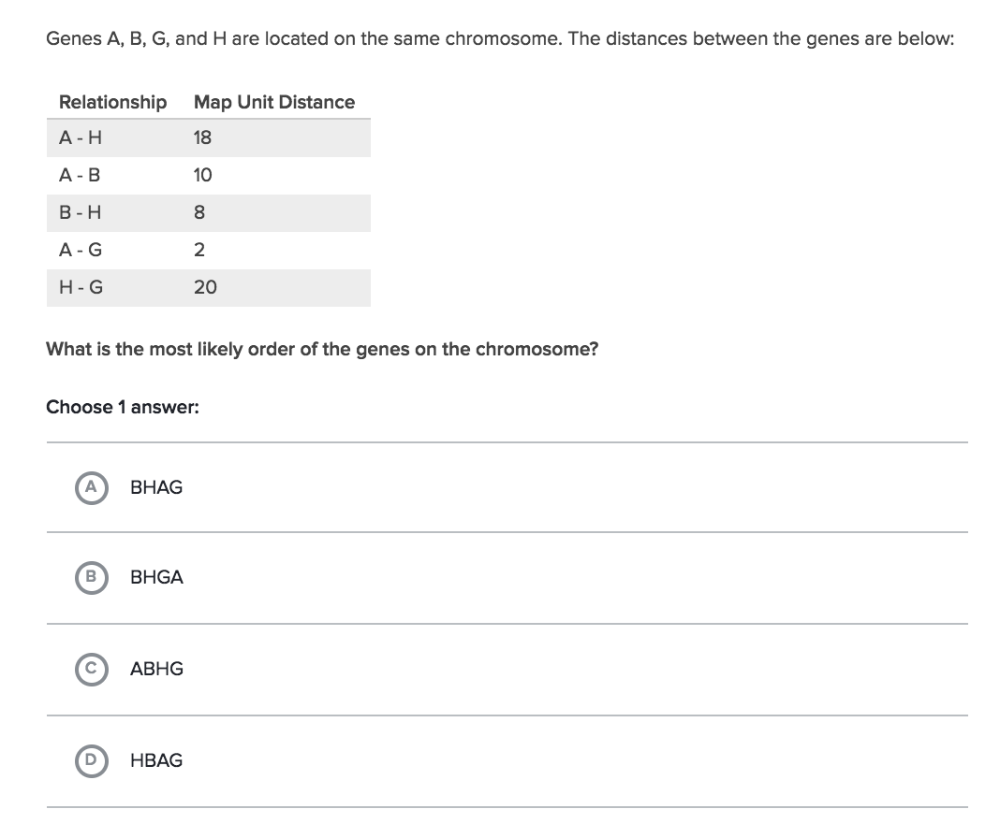 Genes A, B, G, and H are located on the same chromosome. The distances between the genes are below:
Relationship Map Unit Distance
A - H 18
A - B 10
B - H 8
A - G 2
H - G 20
What is the most likely order of the genes on the chromosome?
Choose 1 answer:
A BHAG
B BHGA
C ABHG
D HBAG